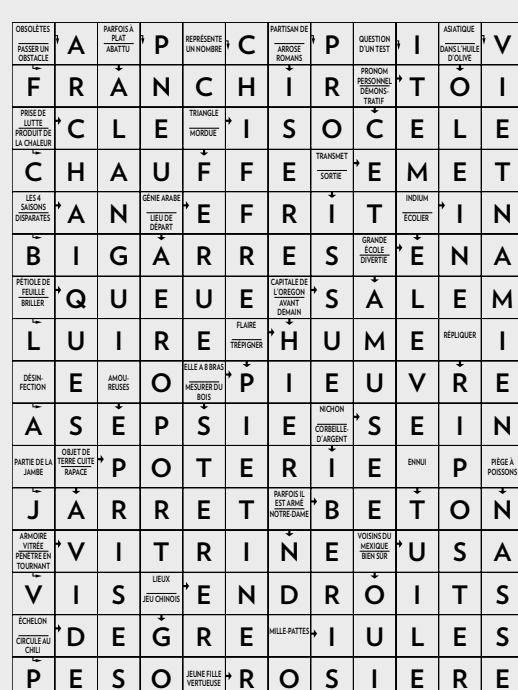 OBSOLÈTES PASSER UN OBSTACLE A PARFOIS À PLAT ABATTU P REPRÉSENTE UN NOMBRE C PARTISAN DE ARROSE ROMANS P QUESTION D'UN TEST I ASIATIQUE DANS L'HUILE D'OLIVE V
F R A N C H I R PRONOM PERSONNEL DÉMONS- TRATIF T O I
PRISE DE LUTTE PRODUIT DE LA CHALEUR C L E TRIANGLE MORDUE I S O C E L E
C H A U F F E TRANSMET SORTIE E M E T
LES 4 SAISONS DISPARATES A N GÉNIE ARABE LIEU DE DÉPART E F R I T INDIUM ÉCOLIER I N
B I G A R R E S GRANDE ÉCOLE DIVERTIE E N A
PÉTIOLE DE FEUILLE BRILLER Q U E U E CAPITALE DE L'OREGON AVANT DEMAIN S A L E M
L U I R E FLAIRE TRÉPIGNER H U M E RÉPLIQUER I
DÉSIN- FECTION E AMOU- REUSES O ELLE A 8 BRAS MESURER DU BOIS P I E U V R E
A S E P S I E NICHON CORBEILLE- D'ARGENT S E I N
PARTIE DE LA JAMBE OBJET DE TERRE CUITE RAPACE P O T E R I E ENNUI P PIÈGE À POISSONS
J A R R E T PARFOIS IL EST ARMÉ NOTRE-DAME B E T O N
ARMOIRE VITRÉE PÉNÈTRE EN TOURNANT V I T R I N E VOISINS DU MEXIQUE BIEN SÛR U S A
V I S LIEUX JEU CHINOIS E N D R O I T S
ÉCHELON CIRCULE AU CHILI D E G R E MILLE-PATTES I U L E S
P E S O JEUNE FILLE VERTUEUSE R O S I E R E